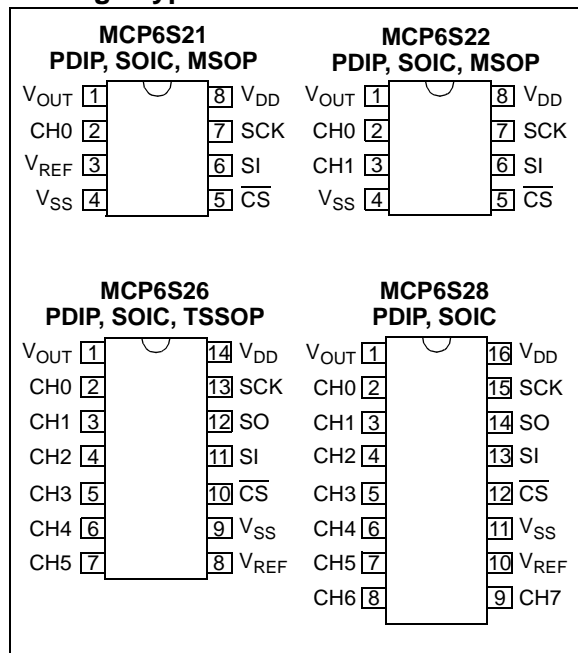 MCP6S21
PDIP, SOIC, MSOP
VOUT 1 8 VDD
CH0 2 7 SCK
VREF 3 6 SI
VSS 4 5 CS
MCP6S22
PDIP, SOIC, MSOP
VOUT 1 8 VDD
CH0 2 7 SCK
CH1 3 6 SI
VSS 4 5 CS
MCP6S26
PDIP, SOIC, TSSOP
VOUT 1 14 VDD
CH0 2 13 SCK
CH1 3 12 SO
CH2 4 11 SI
CH3 5 10 CS
CH4 6 9 VSS
CH5 7 8 VREF
MCP6S28
PDIP, SOIC
VOUT 1 16 VDD
CH0 2 15 SCK
CH1 3 14 SO
CH2 4 13 SI
CH3 5 12 CS
CH4 6 11 VSS
CH5 7 10 VREF
CH6 8 9 CH7